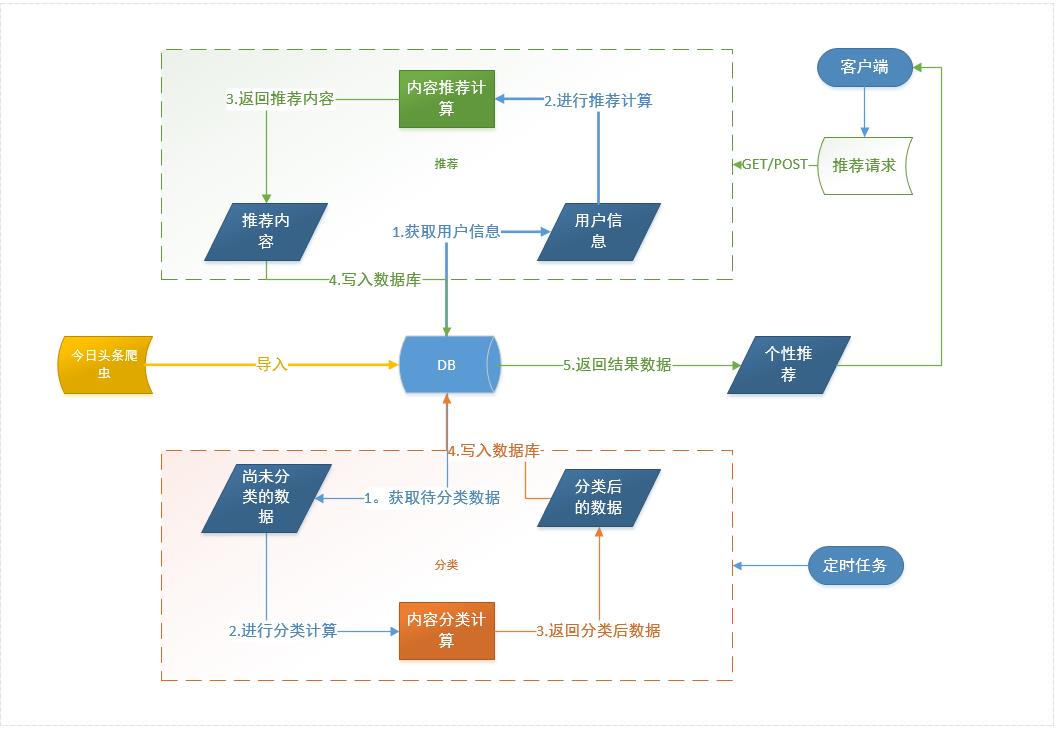 客户端
内容推荐计
算
3.返回推荐内容
2.进行推荐计算
推荐
GET/POST
推荐请求
推荐内
容
1.获取用户信息
用户信
息
4.写入数据库
今日头条爬
虫
导入
DB
5.返回结果数据
个性推
荐
4.写入数据库
尚未分
类的数
据
1。获取待分类数据
分类后
的数据
分类
定时任务
2.进行分类计算
内容分类计
算
3.返回分类后数据